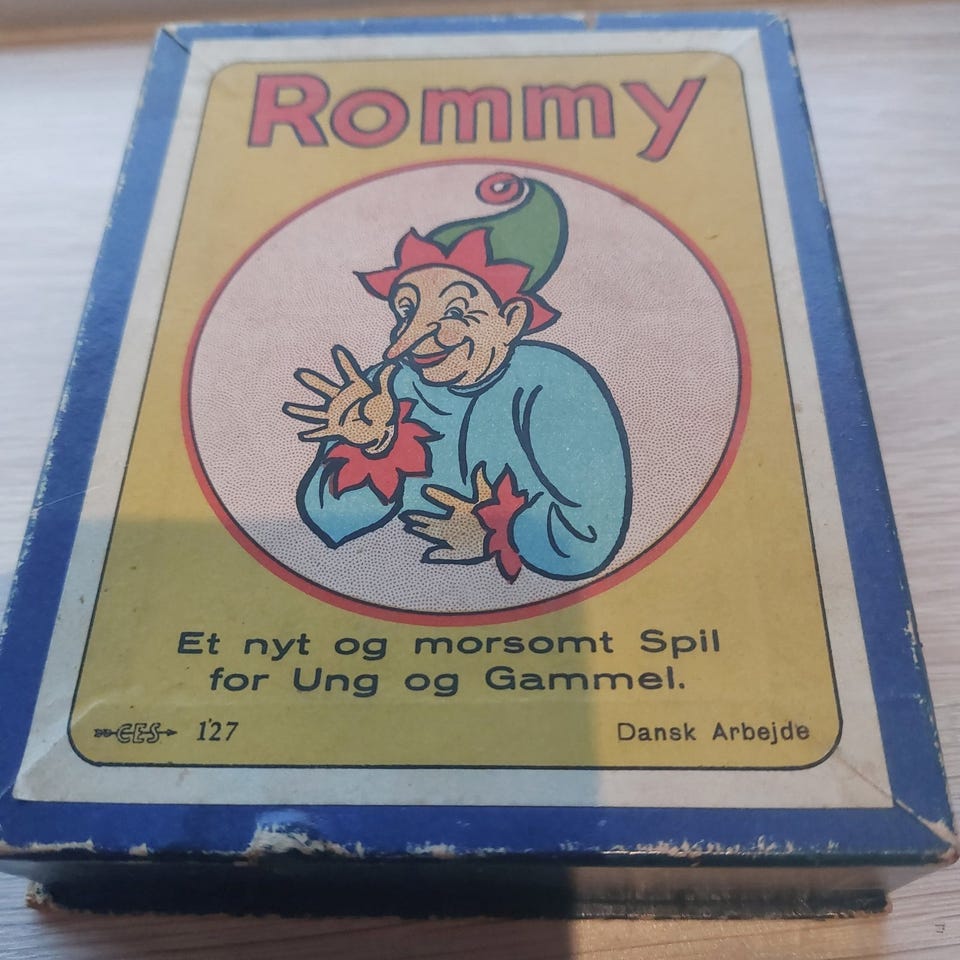 Rommy
Et nyt og morsomt Spil
for Ung og Gammel.
CES 127
Dansk Arbejde